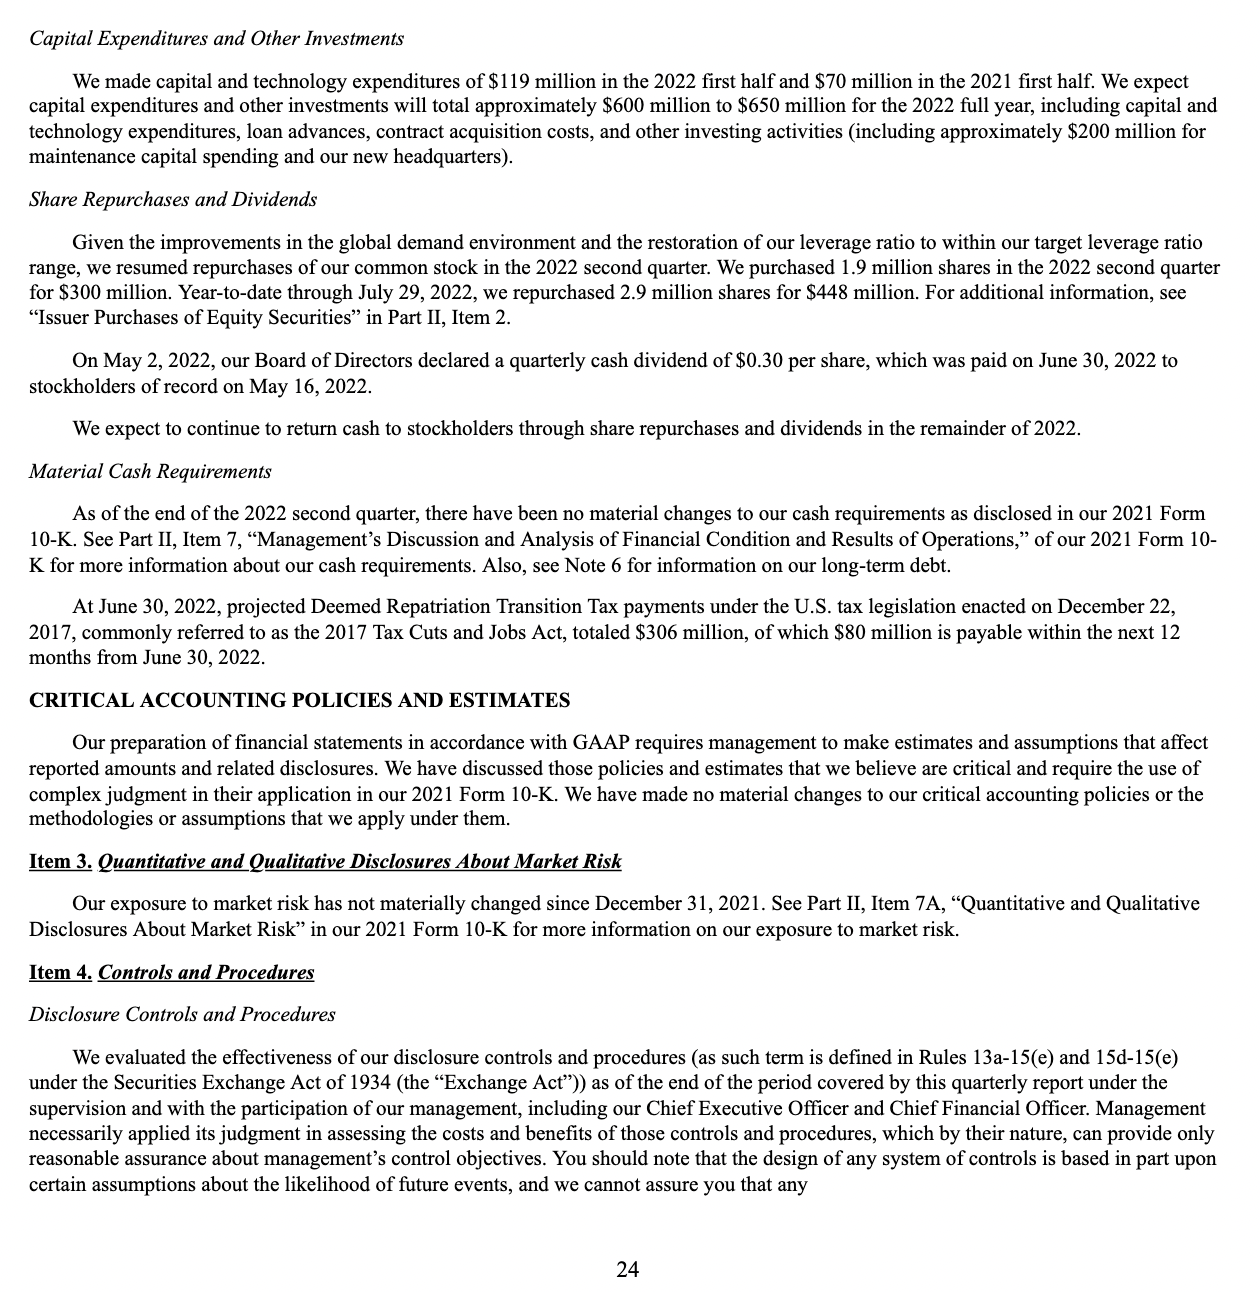 Capital Expenditures and Other Investments
We made capital and technology expenditures of $119 million in the 2022 first half and $70 million in the 2021 first half. We expect
capital expenditures and other investments will total approximately $600 million to $650 million for the 2022 full year, including capital and
technology expenditures, loan advances, contract acquisition costs, and other investing activities (including approximately $200 million for
maintenance capital spending and our new headquarters).
Share Repurchases and Dividends
Given the improvements in the global demand environment and the restoration of our leverage ratio to within our target leverage ratio
range, we resumed repurchases of our common stock in the 2022 second quarter. We purchased 1.9 million shares in the 2022 second quarter
for $300 million. Year-to-date through July 29, 2022, we repurchased 2.9 million shares for $448 million. For additional information, see
“Issuer Purchases of Equity Securities” in Part II, Item 2.
On May 2, 2022, our Board of Directors declared a quarterly cash dividend of $0.30 per share, which was paid on June 30, 2022 to
stockholders of record on May 16, 2022.
We expect to continue to return cash to stockholders through share repurchases and dividends in the remainder of 2022.
Material Cash Requirements
As of the end of the 2022 second quarter, there have been no material changes to our cash requirements as disclosed in our 2021 Form
10-K. See Part II, Item 7, “Management’s Discussion and Analysis of Financial Condition and Results of Operations,” of our 2021 Form 10-
K for more information about our cash requirements. Also, see Note 6 for information on our long-term debt.
At June 30, 2022, projected Deemed Repatriation Transition Tax payments under the U.S. tax legislation enacted on December 22,
2017, commonly referred to as the 2017 Tax Cuts and Jobs Act, totaled $306 million, of which $80 million is payable within the next 12
months from June 30, 2022.
CRITICAL ACCOUNTING POLICIES AND ESTIMATES
Our preparation of financial statements in accordance with GAAP requires management to make estimates and assumptions that affect
reported amounts and related disclosures. We have discussed those policies and estimates that we believe are critical and require the use of
complex judgment in their application in our 2021 Form 10-K. We have made no material changes to our critical accounting policies or the
methodologies or assumptions that we apply under them.
Item 3. Quantitative and Qualitative Disclosures About Market Risk
Our exposure to market risk has not materially changed since December 31, 2021. See Part II, Item 7A, “Quantitative and Qualitative
Disclosures About Market Risk” in our 2021 Form 10-K for more information on our exposure to market risk.
Item 4. Controls and Procedures
Disclosure Controls and Procedures
We evaluated the effectiveness of our disclosure controls and procedures (as such term is defined in Rules 13a-15(e) and 15d-15(e)
under the Securities Exchange Act of 1934 (the “Exchange Act”)) as of the end of the period covered by this quarterly report under the
supervision and with the participation of our management, including our Chief Executive Officer and Chief Financial Officer. Management
necessarily applied its judgment in assessing the costs and benefits of those controls and procedures, which by their nature, can provide only
reasonable assurance about management’s control objectives. You should note that the design of any system of controls is based in part upon
certain assumptions about the likelihood of future events, and we cannot assure you that any
24